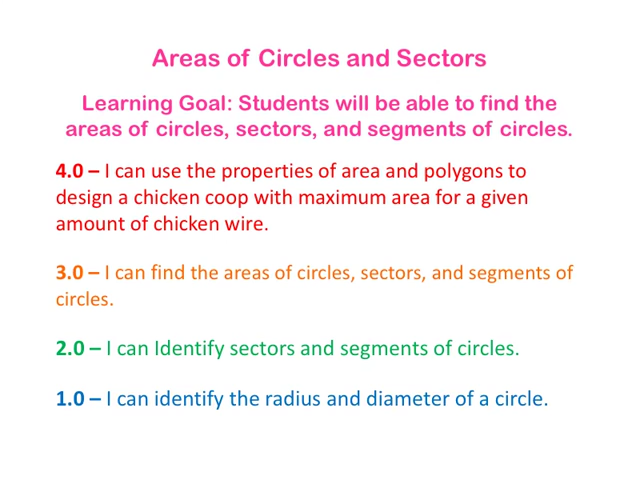 Areas of Circles and Sectors
Learning Goal: Students will be able to find the
areas of circles, sectors, and segments of circles.
4.0 – I can use the properties of area and polygons to
design a chicken coop with maximum area for a given
amount of chicken wire.
3.0 – I can find the areas of circles, sectors, and segments of
circles.
2.0 – I can Identify sectors and segments of circles.
1.0 – I can identify the radius and diameter of a circle.